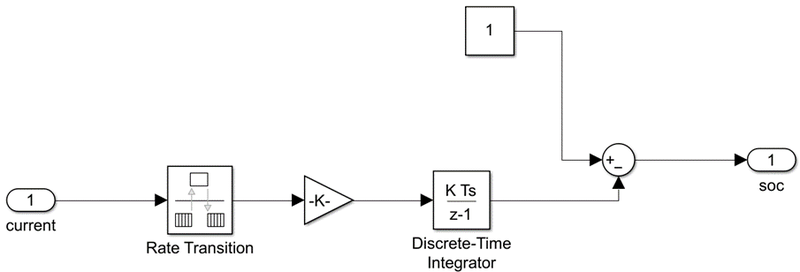 1
+
−
1
soc
1
current
Rate Transition
-K-
K Ts
z-1
Discrete-Time
Integrator